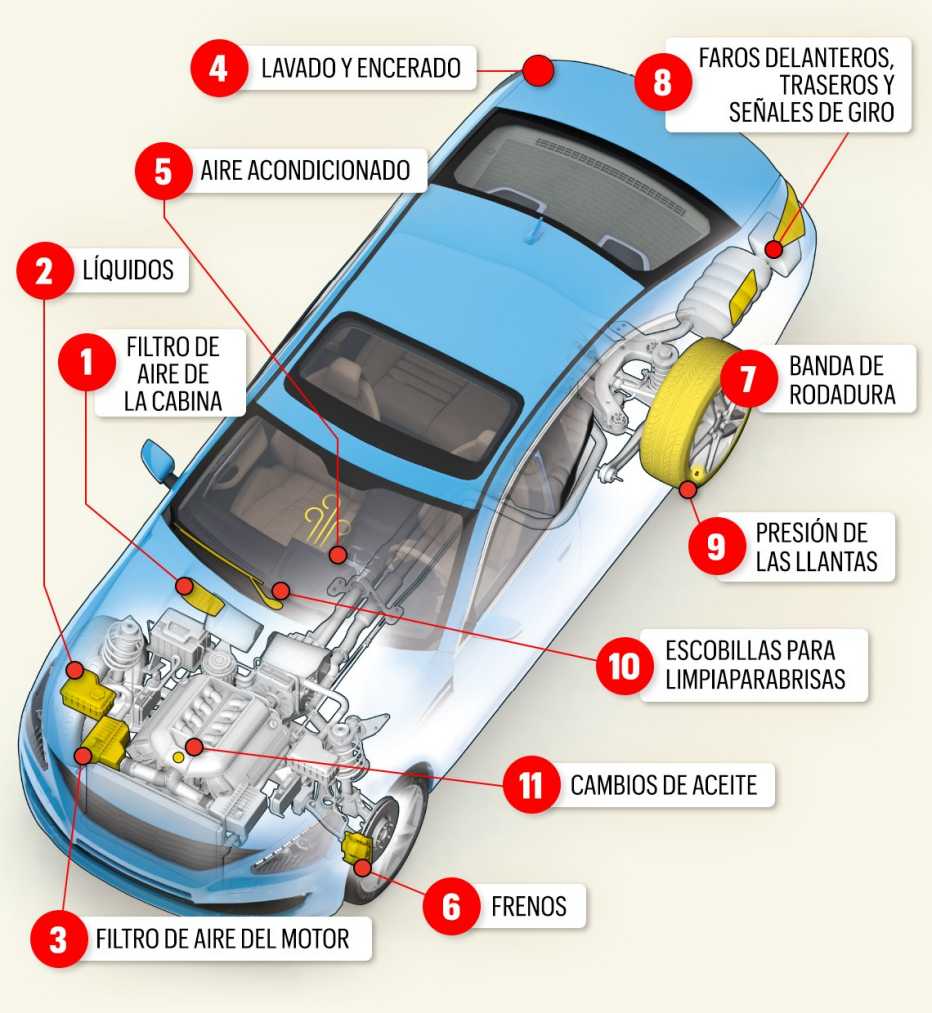 4 LAVADO Y ENCERADO
8 FAROS DELANTEROS,
TRASEROS Y
SEÑALES DE GIRO
5 AIRE ACONDICIONADO
2 LÍQUIDOS
1 FILTRO DE
AIRE DE
LA CABINA
7 BANDA DE
RODADURA
9 PRESIÓN DE
LAS LLANTAS
10 ESCOBILLAS PARA
LIMPIAPARABRISAS
11 CAMBIOS DE ACEITE
6 FRENOS
3 FILTRO DE AIRE DEL MOTOR